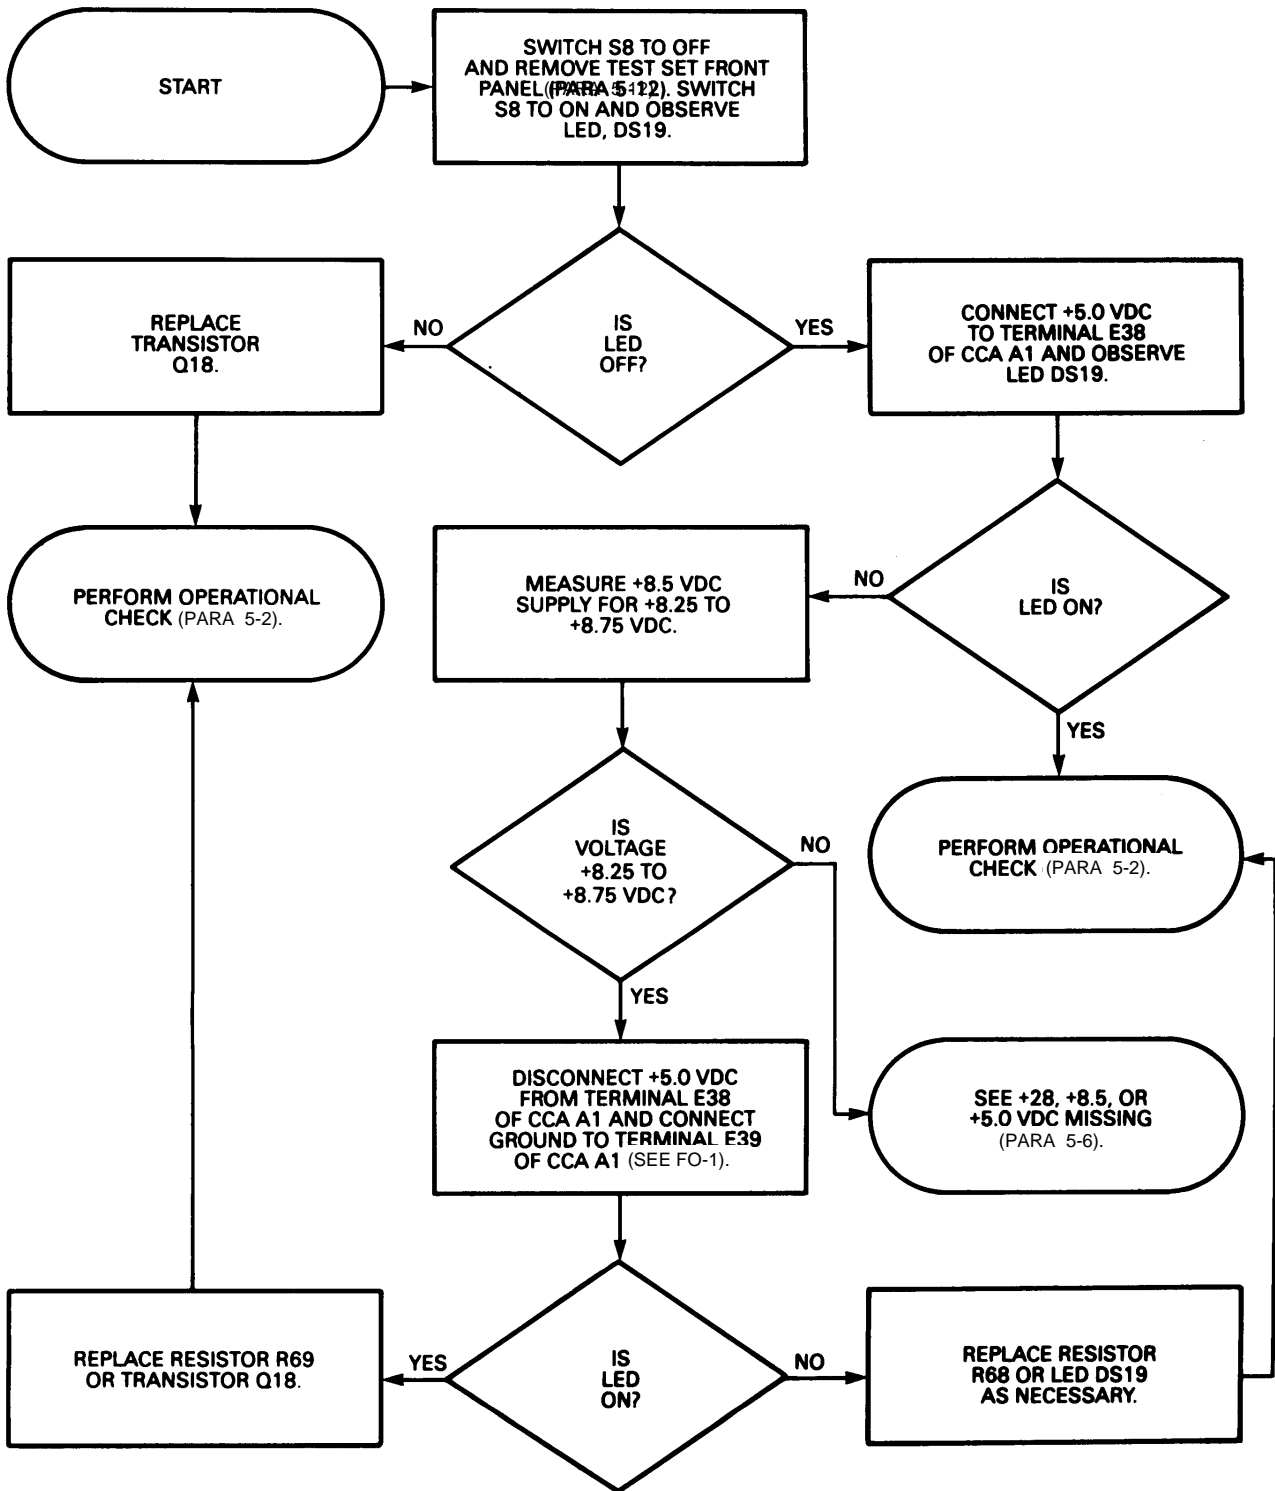 START
SWITCH S8 TO OFF
AND REMOVE TEST SET FRONT
PANEL (PARA 5-12). SWITCH
S8 TO ON AND OBSERVE
LED, DS19.
IS
LED
OFF?
NO
YES
REPLACE
TRANSISTOR
Q18.
CONNECT +5.0 VDC
TO TERMINAL E38
OF CCA A1 AND OBSERVE
LED DS19.
PERFORM OPERATIONAL
CHECK (PARA 5-2).
MEASURE +8.5 VDC
SUPPLY FOR +8.25 TO
+8.75 VDC.
NO
IS
LED ON?
YES
IS
VOLTAGE
+8.25 TO
+8.75 VDC?
NO
YES
PERFORM OPERATIONAL
CHECK (PARA 5-2).
DISCONNECT +5.0 VDC
FROM TERMINAL E38
OF CCA A1 AND CONNECT
GROUND TO TERMINAL E39
OF CCA A1 (SEE FO-1).
SEE +28, +8.5, OR
+5.0 VDC MISSING
(PARA 5-6).
REPLACE RESISTOR R69
OR TRANSISTOR Q18.
YES
IS
LED
ON?
NO
REPLACE RESISTOR
R68 OR LED DS19
AS NECESSARY.